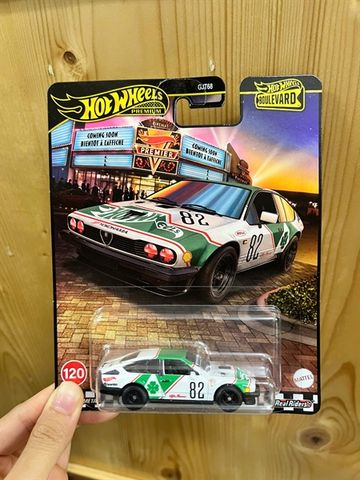 HOT WHEELS
PREMIUM
GJT68
HOT WHEELS
BOULEVARD
COMING SOON
BIENTÔT À L'AFFICHE
PREMIER
COMING SOON
BIENTÔT À L'AFFICHE
82
82
120
82
MATTEL
Real Riders